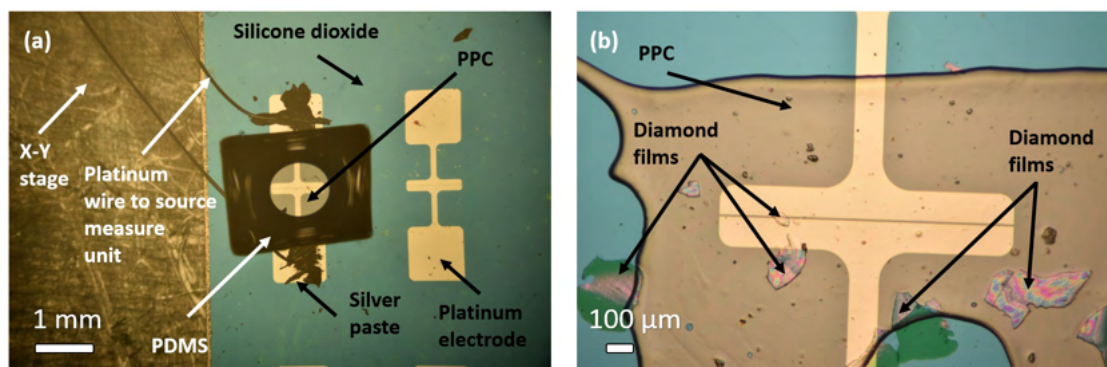 (a)
Silicone dioxide
PPC
X-Y
stage
Platinum
wire to source
measure
unit
Silver
paste
Platinum
electrode
1 mm
PDMS
(b)
PPC
Diamond
films
Diamond
films
100 µm